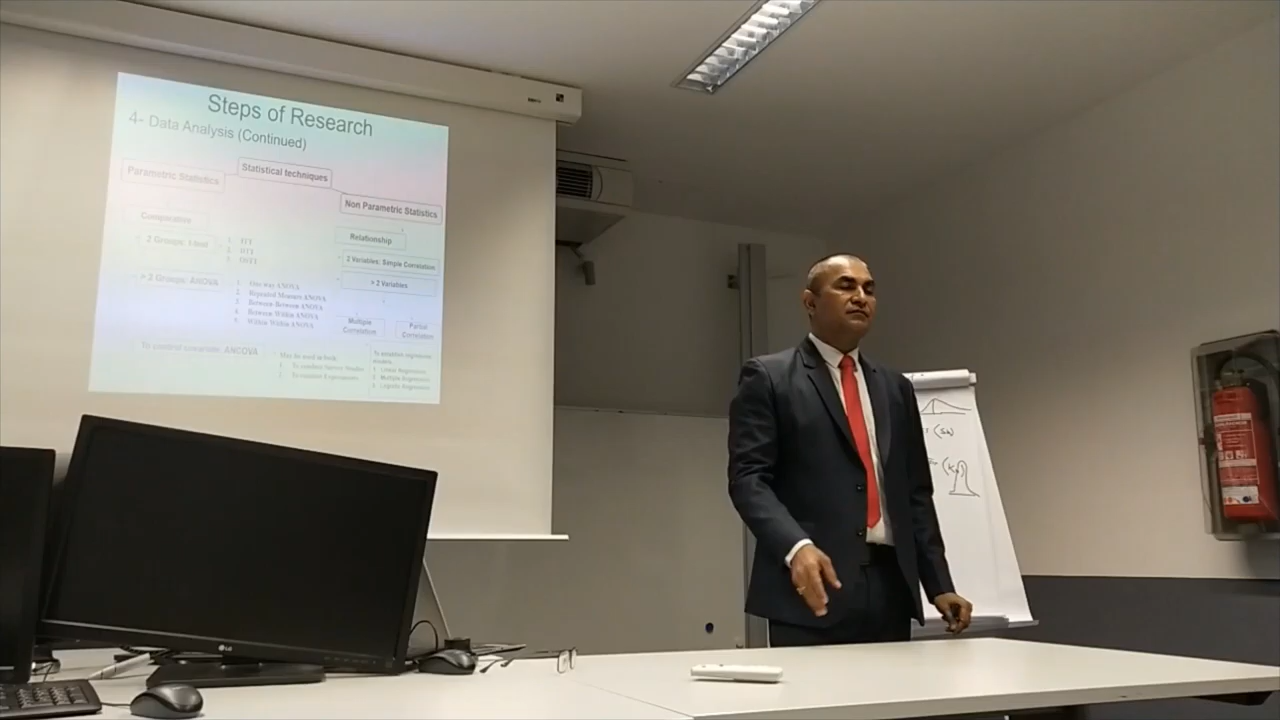 Steps of Research
4- Data Analysis (Continued)
Statistical techniques
Parametric Statistics
Non Parametric Statistics
Comparative
Relationship
2 Groups: t-test
2 Variables: Simple Correlation
> 2 Groups: ANOVA
> 2 Variables
1. One way ANOVA
2. Repeated Measure ANOVA
3. Between-Between ANOVA
4. Between Within ANOVA
5. Within Within ANOVA
Multiple
Correlation
Partial
Correlation
To control covariate: ANCOVA
May be used in both
1. To conduct Survey Studies
2. To conduct Experiments
To establish regression
models:
1. Linear Regression
2. Multiple Regression
3. Logistic Regression
LG